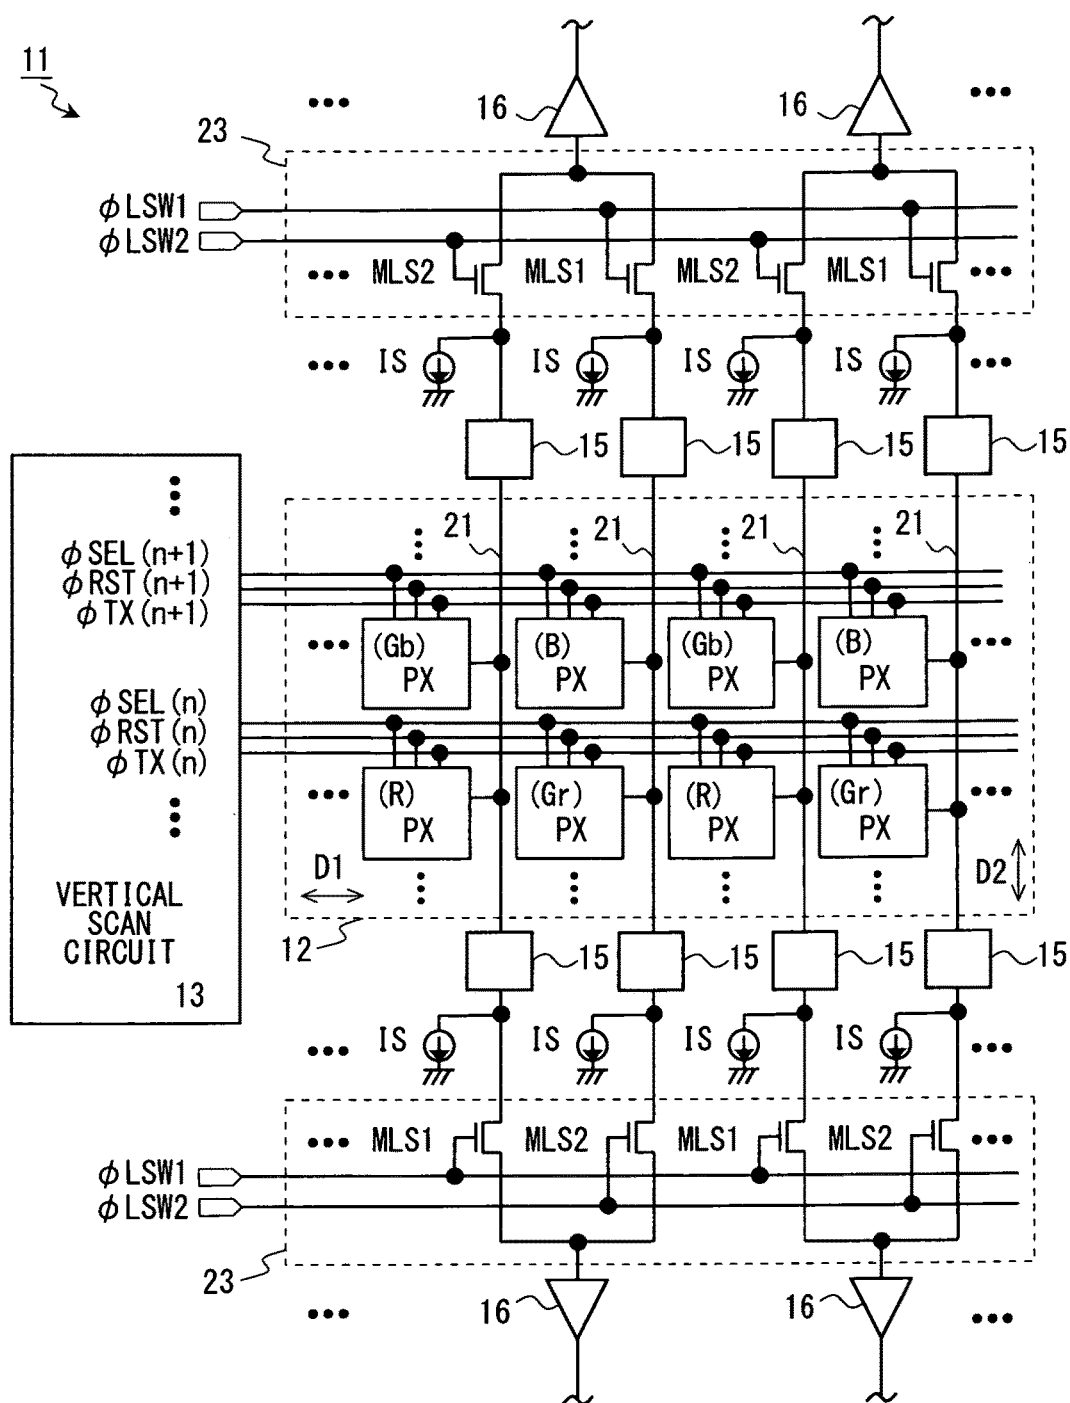 11
16 16
23
φLSW1
φLSW2
MLS2 MLS1 MLS2 MLS1
IS IS IS IS
15 15 15 15
21 21 21 21
φSEL(n+1)
φRST(n+1)
φTX(n+1)
(Gb) (B) (Gb) (B)
PX PX PX PX
φSEL(n)
φRST(n)
φTX(n)
(R) (Gr) (R) (Gr)
PX PX PX PX
D1 D2
VERTICAL
SCAN
CIRCUIT
13
12
15 15 15 15
IS IS IS IS
MLS1 MLS2 MLS1 MLS2
φLSW1
φLSW2
23
16 16